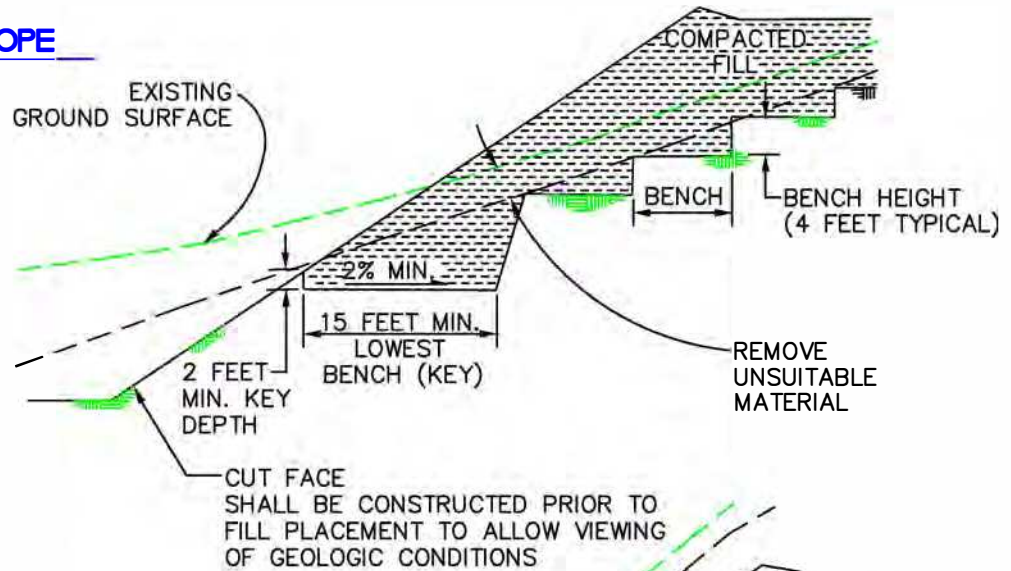 OPE
COMPACTED
FILL
EXISTING
GROUND SURFACE
BENCH
BENCH HEIGHT
(4 FEET TYPICAL)
2% MIN.
15 FEET MIN.
LOWEST
BENCH (KEY)
2 FEET
MIN. KEY
DEPTH
REMOVE
UNSUITABLE
MATERIAL
CUT FACE
SHALL BE CONSTRUCTED PRIOR TO
FILL PLACEMENT TO ALLOW VIEWING
OF GEOLOGIC CONDITIONS